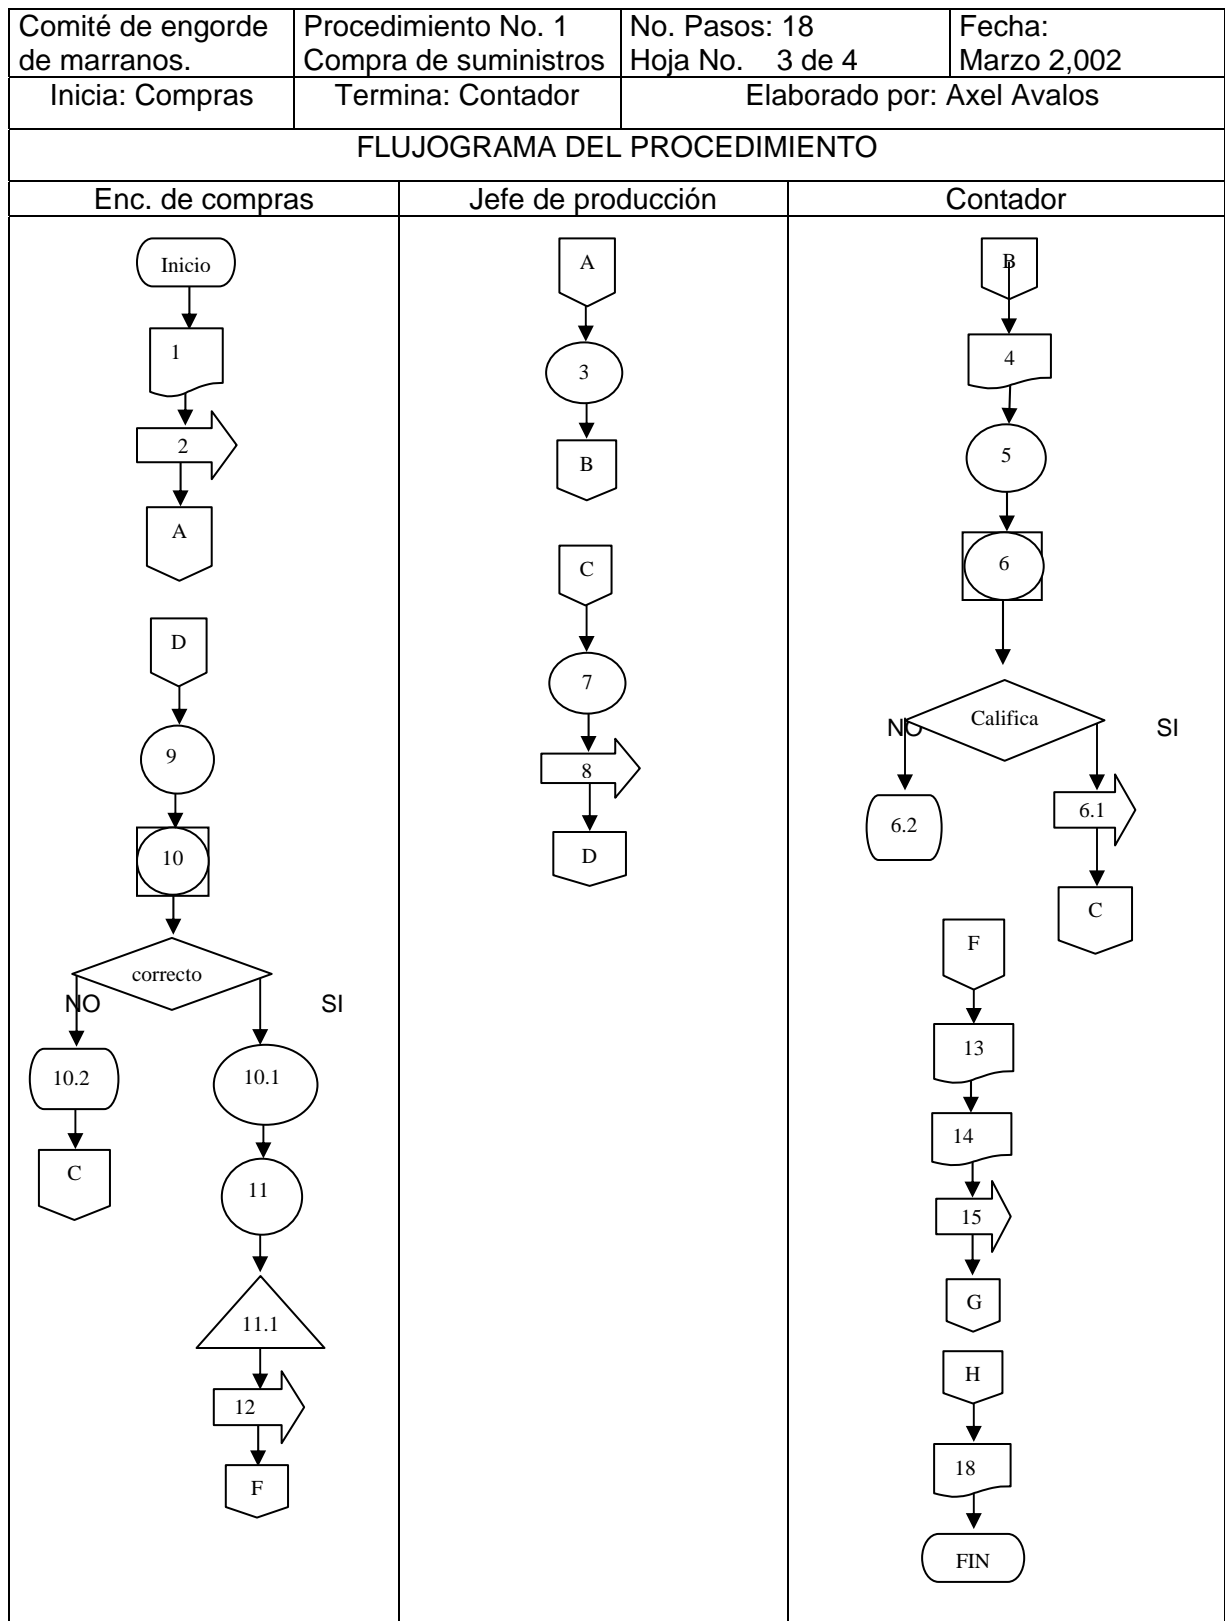 Comité de engorde
de marranos.
Procedimiento No. 1
Compra de suministros
No. Pasos: 18
Hoja No. 3 de 4
Fecha:
Marzo 2,002
Inicia: Compras
Termina: Contador
Elaborado por: Axel Avalos
FLUJOGRAMA DEL PROCEDIMIENTO
Enc. de compras
Jefe de producción
Contador
Inicio
1
2
A
D
9
10
correcto
NO
SI
10.2
10.1
C
11
11.1
12
F
A
3
B
C
7
8
D
B
4
5
6
Califica
NO
SI
6.2
6.1
C
F
13
14
15
G
H
18
FIN